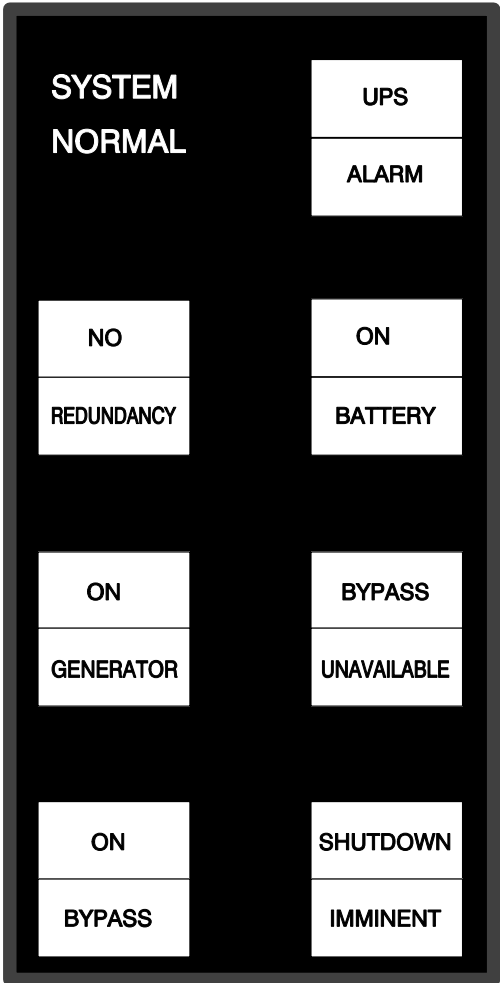 SYSTEM
NORMAL
UPS
ALARM
NO
REDUNDANCY
ON
BATTERY
ON
GENERATOR
BYPASS
UNAVAILABLE
ON
BYPASS
SHUTDOWN
IMMINENT